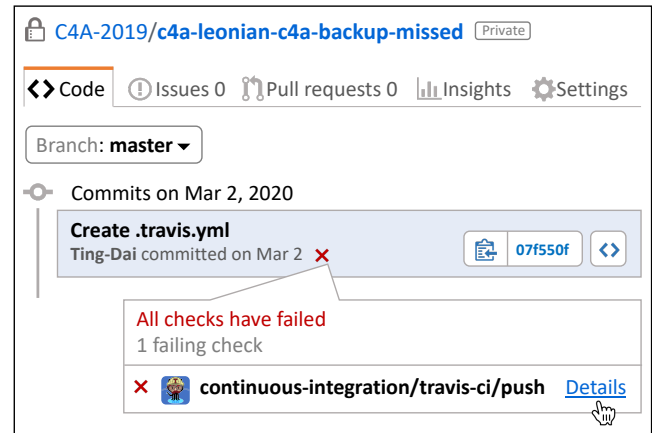 C4A-2019/c4a-leonian-c4a-backup-missed Private
Code Issues 0 Pull requests 0 Insights Settings
Branch: master
Commits on Mar 2, 2020
Create .travis.yml
Ting-Dai committed on Mar 2
07f550f
All checks have failed
1 failing check
continuous-integration/travis-ci/push Details